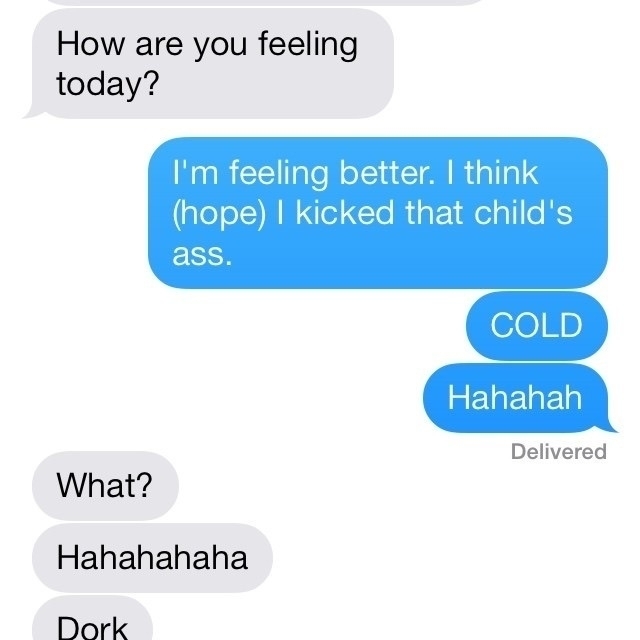 How are you feeling
today?
I'm feeling better. I think
(hope) I kicked that child's
ass.
COLD
Hahahah
Delivered
What?
Hahahahaha
Dork